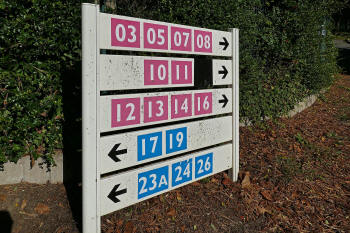 03 05 07 08 →
10 11 →
12 13 14 16 →
← 17 19
← 23A 24 26